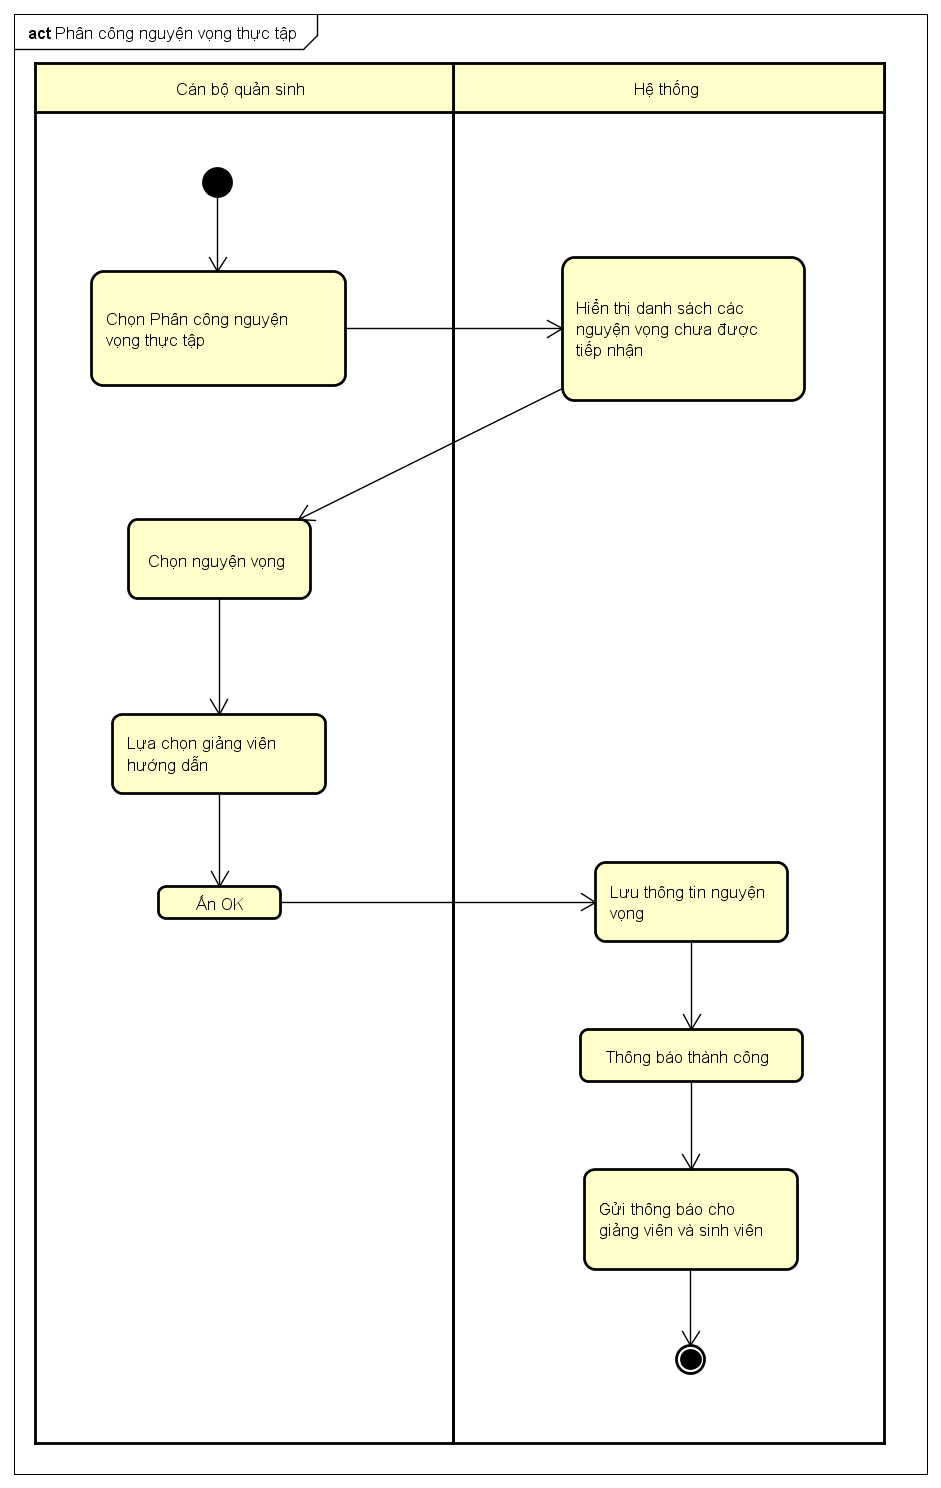 act Phân công nguyện vọng thực tập
Cán bộ quản sinh
Hệ thống
Chọn Phân công nguyện
vọng thực tập
Hiển thị danh sách các
nguyện vọng chưa được
tiếp nhận
Chọn nguyện vọng
Lựa chọn giảng viên
hướng dẫn
Ấn OK
Lưu thông tin nguyện
vọng
Thông báo thành công
Gửi thông báo cho
giảng viên và sinh viên